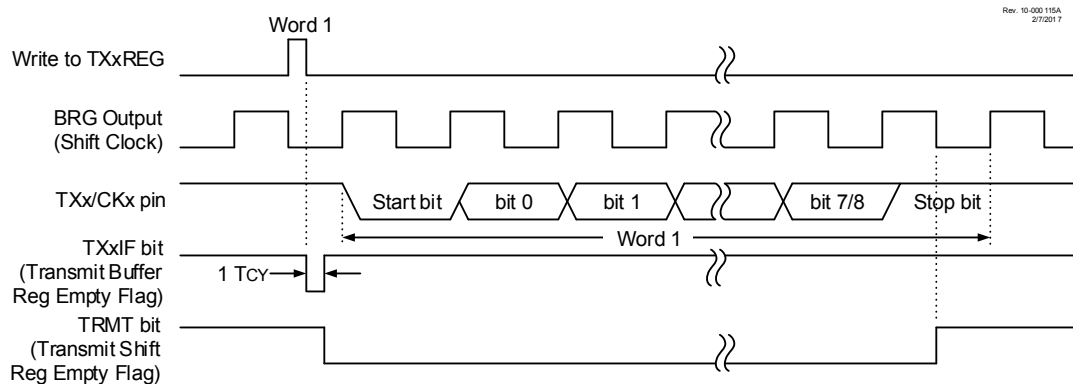 Rev. 10-000 115A
2/7/201 7
Word 1
Write to TXxREG
BRG Output
(Shift Clock)
TXx/CKx pin
Start bit
bit 0
bit 1
bit 7/8
Stop bit
Word 1
TXxIF bit
(Transmit Buffer
Reg Empty Flag)
1 TCY
TRMT bit
(Transmit Shift
Reg Empty Flag)